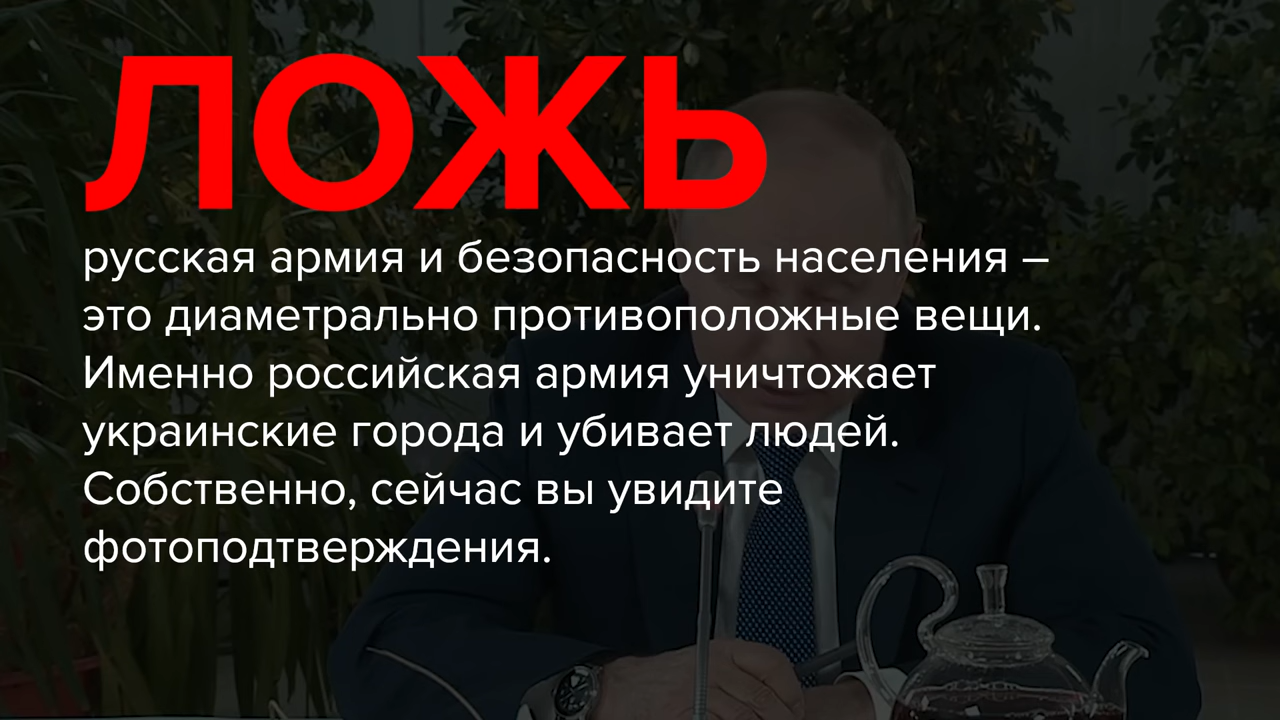 ЛОЖЬ
русская армия и безопасность населения –
это диаметрально противоположные вещи.
Именно российская армия уничтожает
украинские города и убивает людей.
Собственно, сейчас вы увидите
фотоподтверждения.